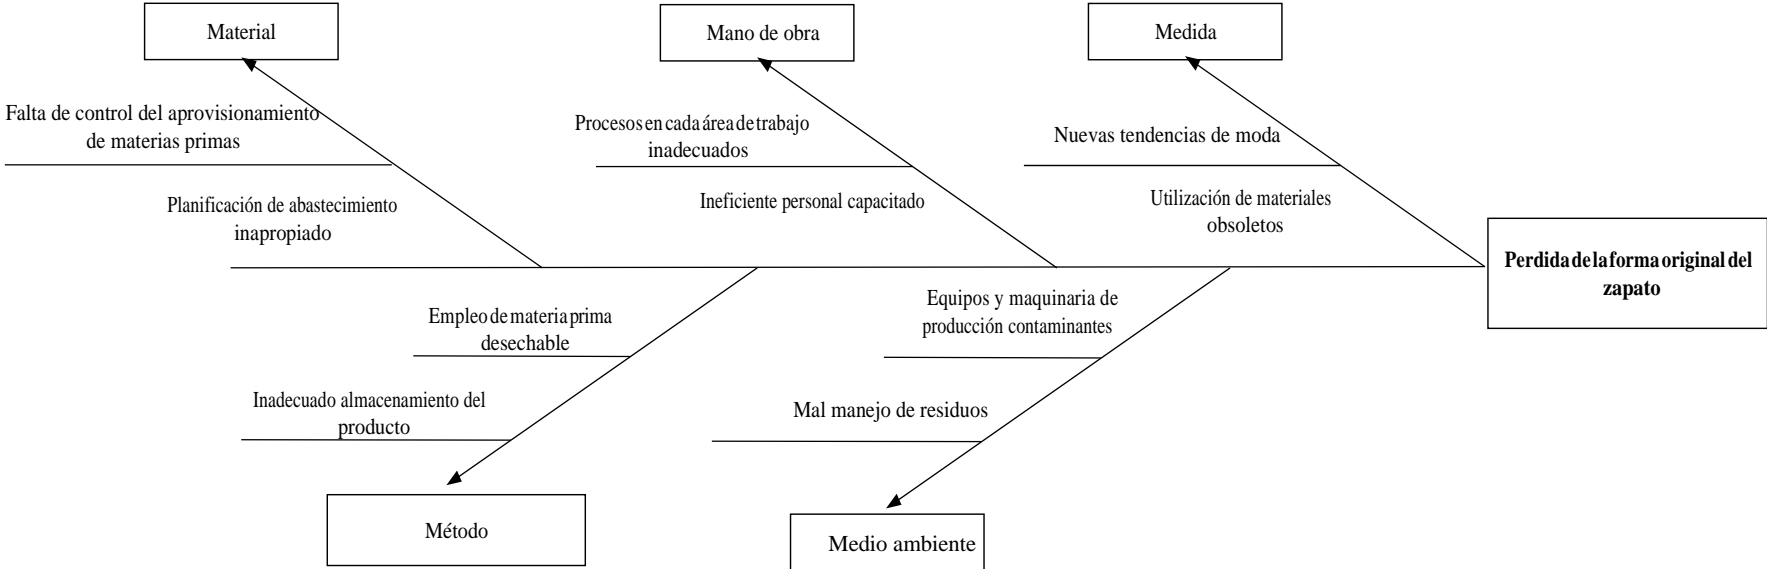 Material
Mano de obra
Medida
Falta de control del aprovisionamiento
de materias primas
Procesos en cada área de trabajo
inadecuados
Nuevas tendencias de moda
Planificación de abastecimiento
inapropiado
Ineficiente personal capacitado
Utilización de materiales
obsoletos
Perdida de la forma original del
zapato
Empleo de materia prima
desechable
Equipos y maquinaria de
producción contaminantes
Inadecuado almacenamiento del
producto
Mal manejo de residuos
Método
Medio ambiente